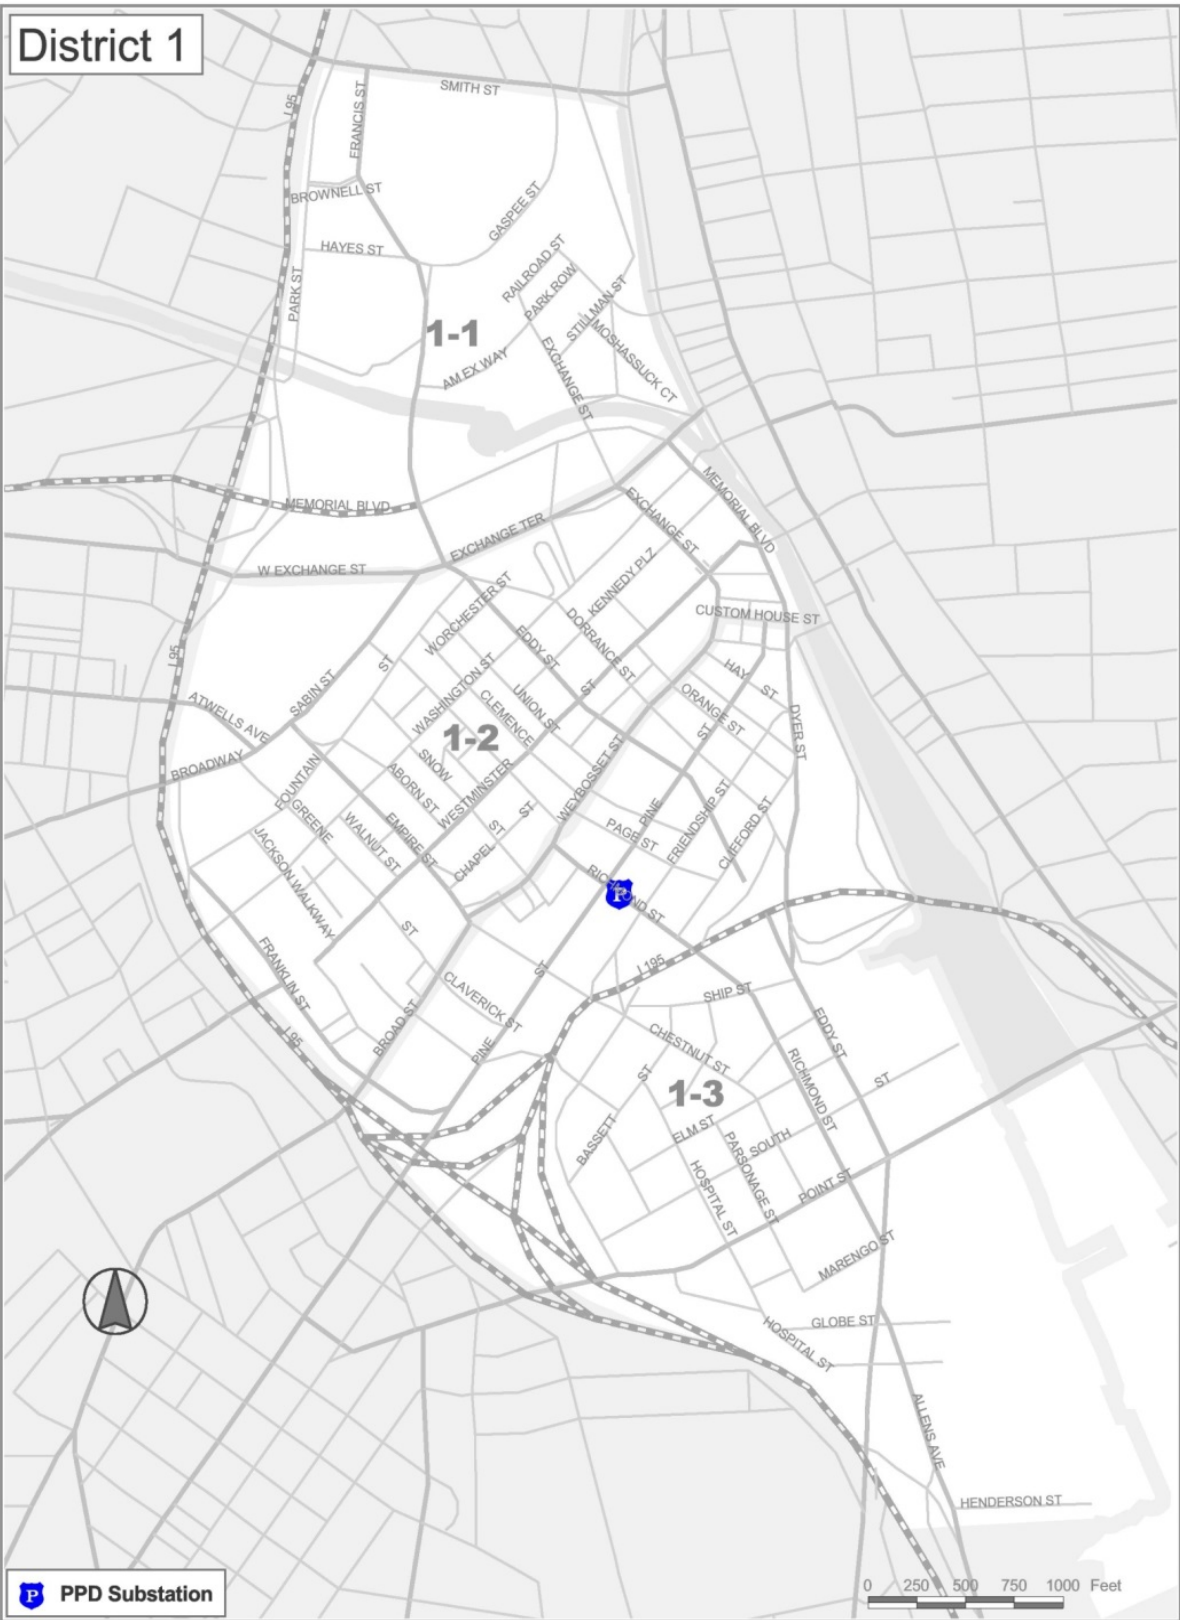 District 1
SMITH ST
I 95
FRANCIS ST
BROWNELL ST
GASPEE ST
HAYES ST
RAILROAD ST
PARK ROW
PARK ST
STILLMAN ST
1-1
MOSHASSUCK CT
EXCHANGE ST
AM EX WAY
MEMORIAL BLVD
MEMORIAL BLVD
EXCHANGE ST
EXCHANGE TER
W EXCHANGE ST
KENNEDY PLZ
WORCHESTER ST
CUSTOM HOUSE ST
DORRANCE ST
EDDY ST
I 95
ST
SABIN ST
WASHINGTON ST
HAY ST
UNION ST
ST
ORANGE ST
CLEMENCE
ATWELLS AVE
DYER ST
1-2
ST
BROADWAY
SNOW
WEYBOSSET ST
FOUNTAIN
ABORN ST
WESTMINSTER
ST
PINE
FRIENDSHIP ST
CLIFFORD ST
GREENE
WALNUT ST
EMPIRE ST
ST
PAGE ST
JACKSON WALKWAY
CHAPEL
RICHMOND ST
P
ST
FRANKLIN ST
ST
I 195
CLAVERICK ST
SHIP ST
BROAD ST
I 95
PINE
CHESTNUT ST
EDDY ST
ST
1-3
RICHMOND ST
ST
BASSETT
ELM ST
SOUTH
PARSONAGE ST
HOSPITAL ST
POINT ST
MARENGO ST
GLOBE ST
HOSPITAL ST
ALLENS AVE
HENDERSON ST
P PPD Substation
0 250 500 750 1000 Feet